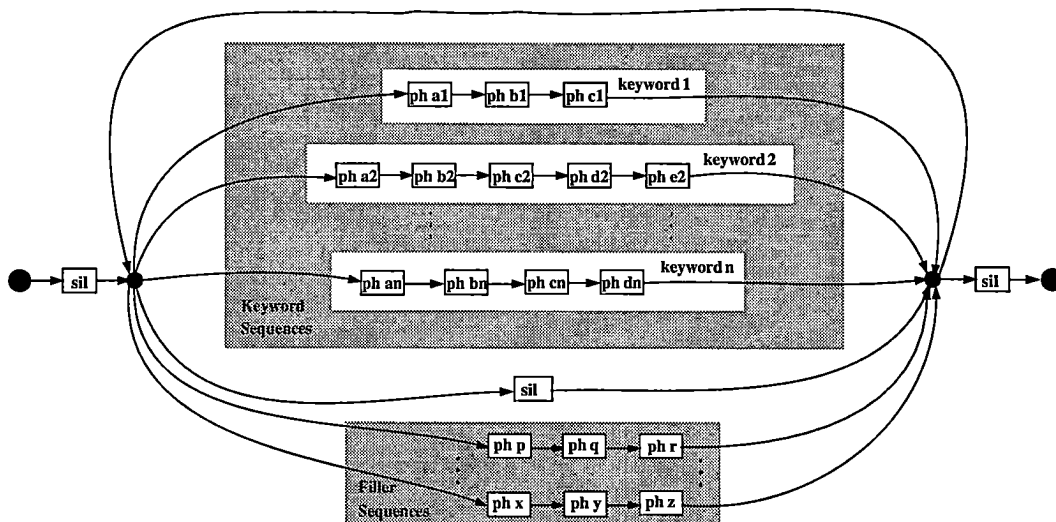 keyword 1
ph a1 ph b1 ph c1
keyword 2
ph a2 ph b2 ph c2 ph d2 ph e2
keyword n
sil ph an ph bn ph cn ph dn sil
Keyword
Sequences
sil
ph p ph q ph r
Filler
ph x ph y ph z
Sequences